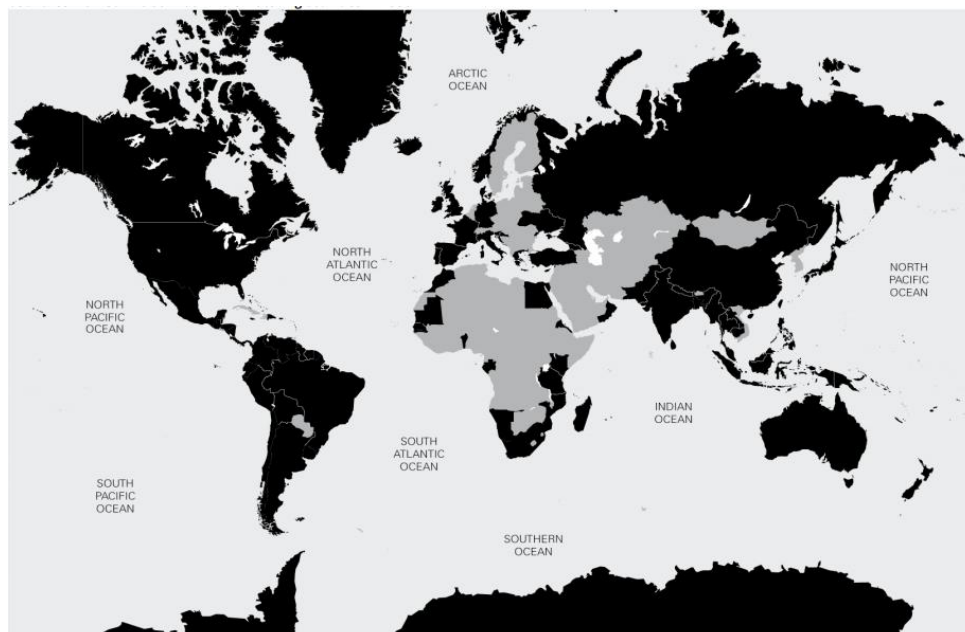 ARCTIC
OCEAN
NORTH
ATLANTIC
OCEAN
NORTH
PACIFIC
OCEAN
NORTH
PACIFIC
OCEAN
INDIAN
OCEAN
SOUTH
ATLANTIC
OCEAN
SOUTH
PACIFIC
OCEAN
SOUTHERN
OCEAN